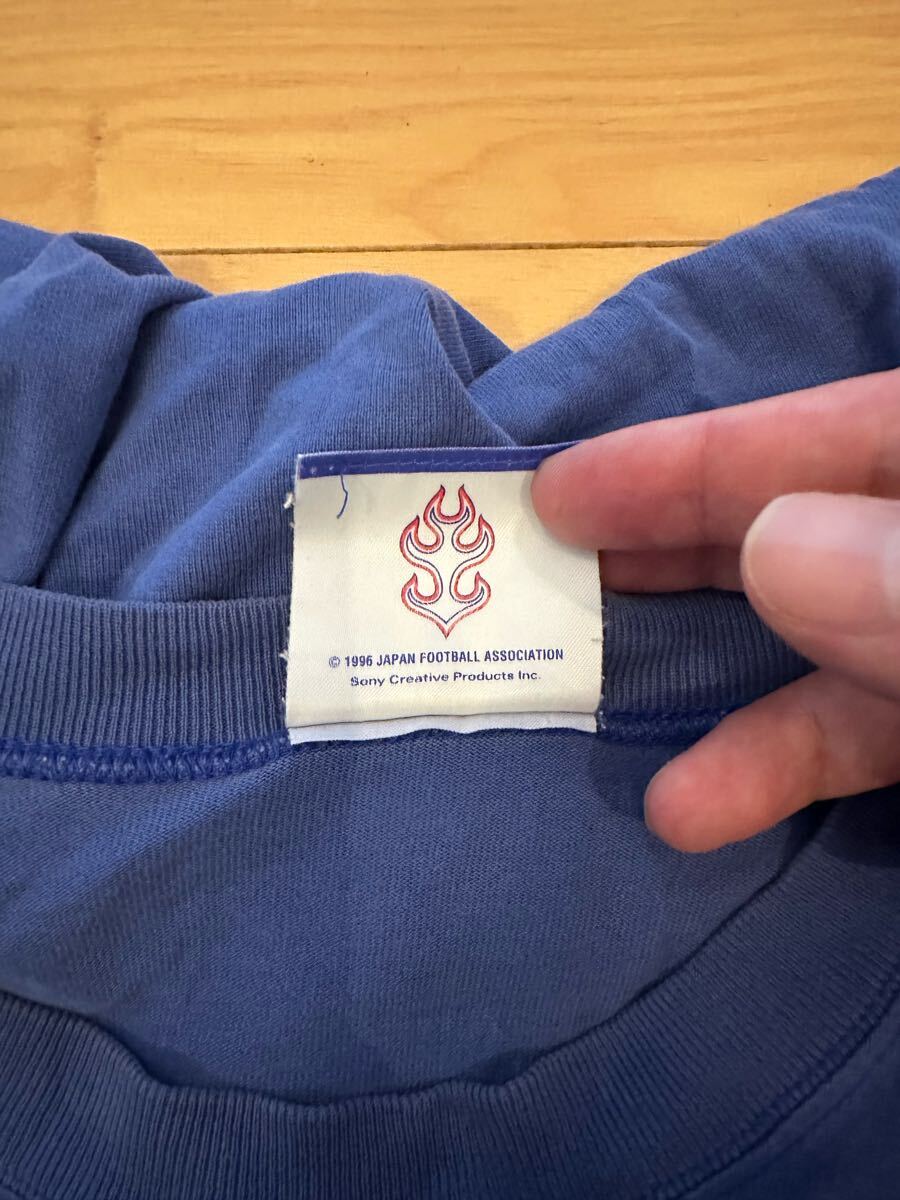 © 1996 JAPAN FOOTBALL ASSOCIATION
Sony Creative Products Inc.